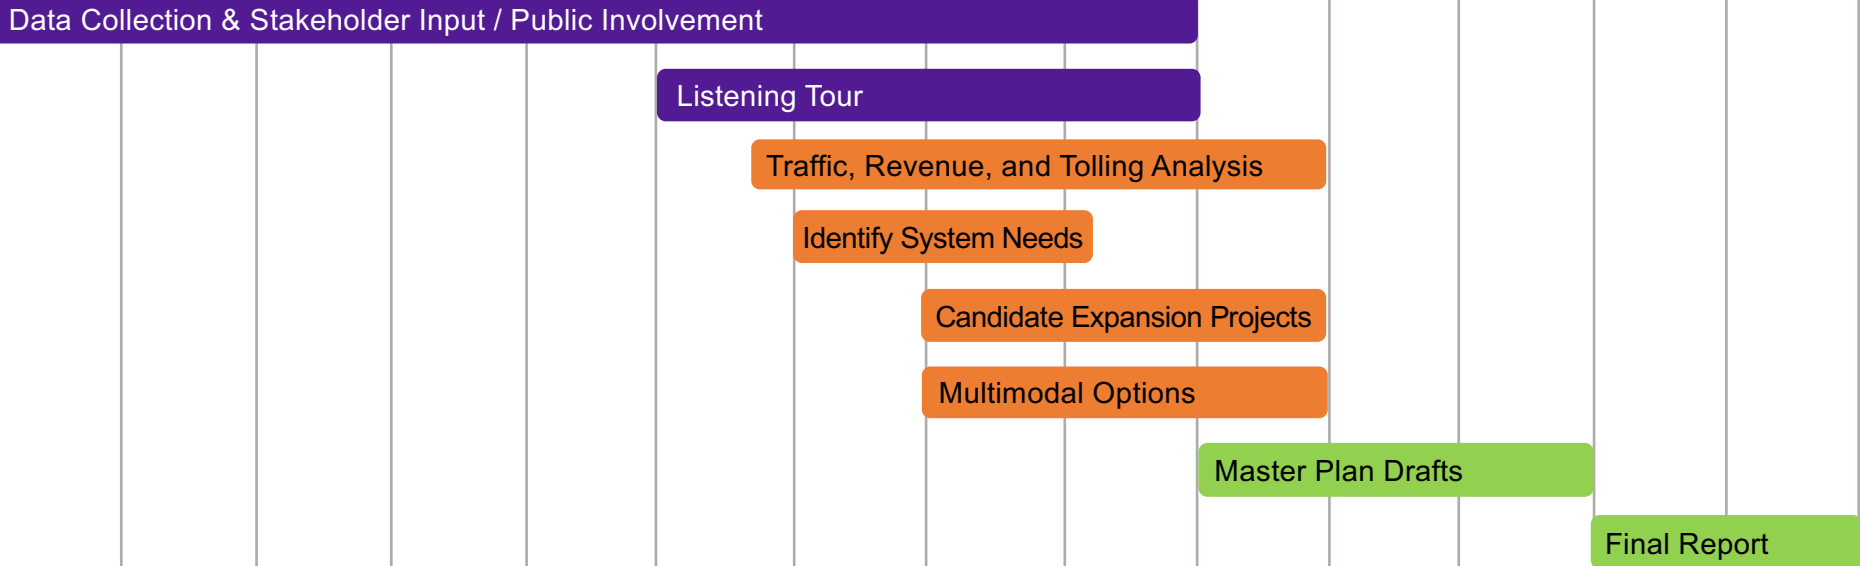 Data Collection & Stakeholder Input / Public Involvement
Listening Tour
Traffic, Revenue, and Tolling Analysis
Identify System Needs
Candidate Expansion Projects
Multimodal Options
Master Plan Drafts
Final Report